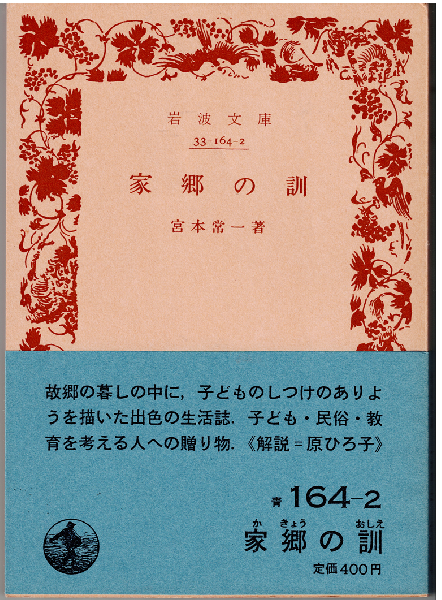 岩波文庫
33 164-2
家郷の訓
宮本常一著
故郷の暮しの中に，子どものしつけのありよ
うを描いた出色の生活誌．子ども・民俗・教
育を考える人への贈り物．《解説＝原ひろ子》
青 164-2
か きょう おしえ
家郷の訓
定価400円